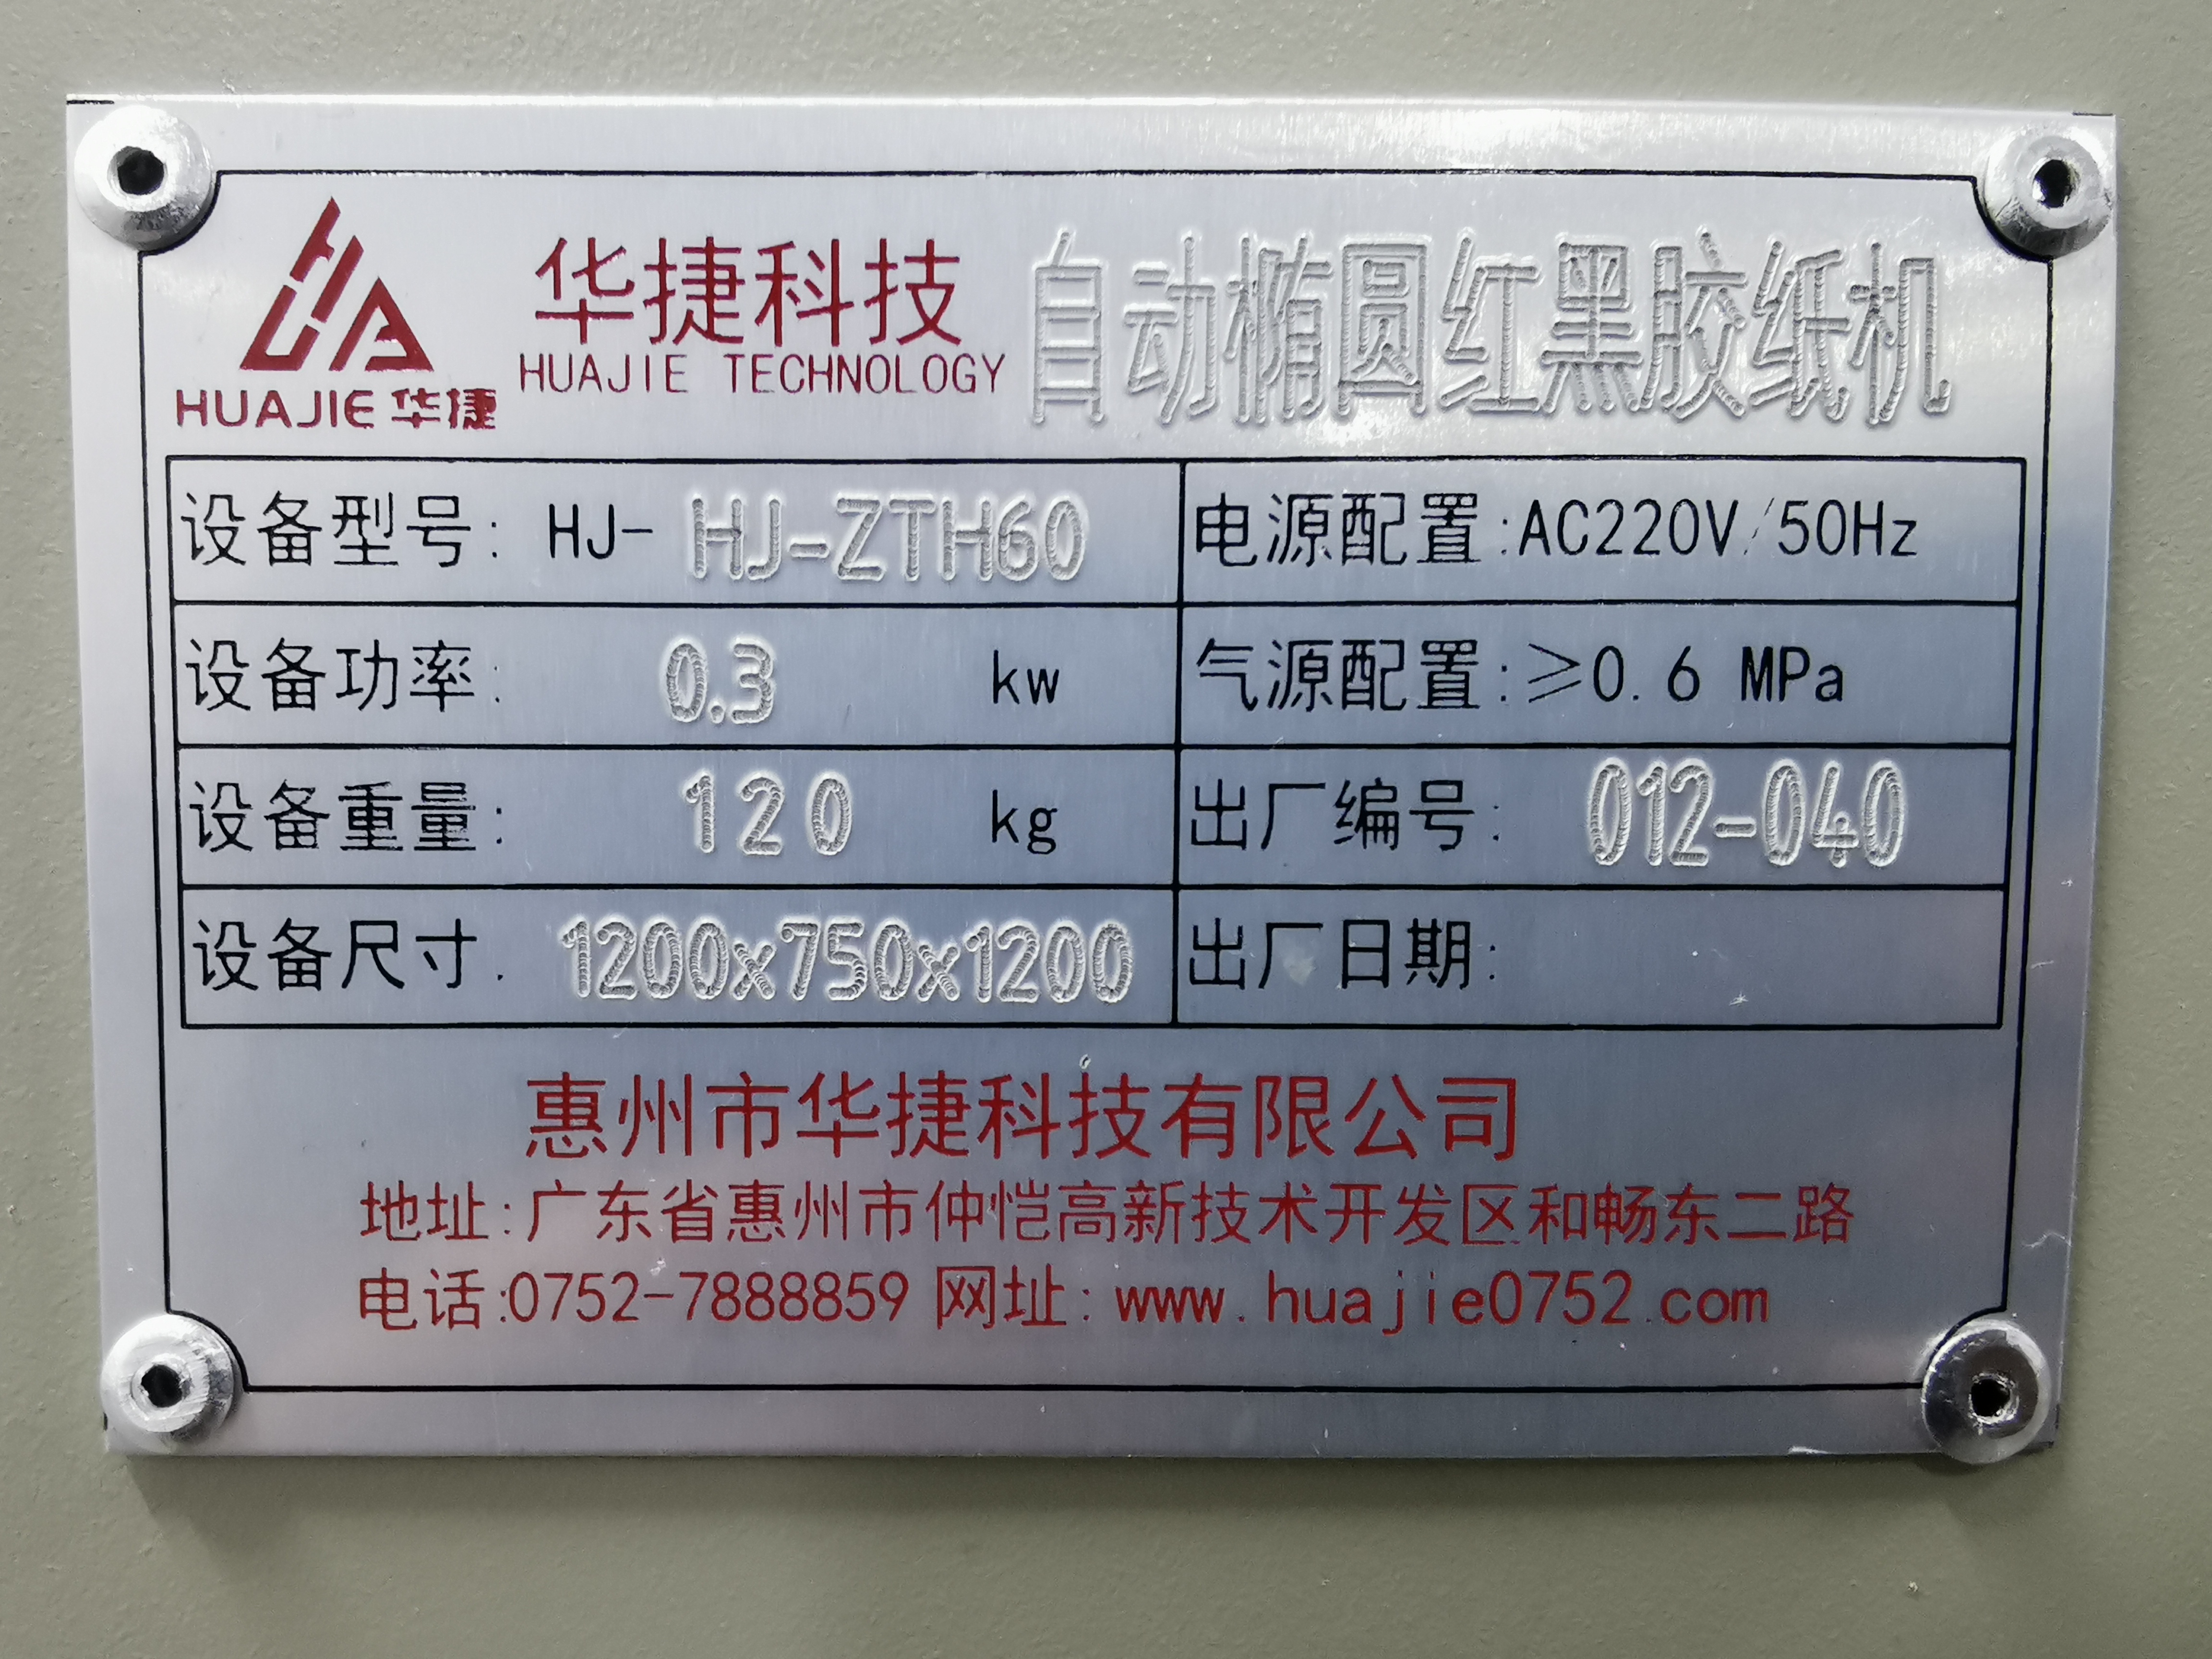 华捷科技 自动椭圆红黑胶纸机
HUAJIE TECHNOLOGY
HUAJIE 华捷
设备型号: HJ- HJ-ZTH60 电源配置:AC220V/50Hz
设备功率: 0.3 kw 气源配置:≥0.6 MPa
设备重量: 120 kg 出厂编号: 012-040
设备尺寸. 1200x750x1200 出厂日期:
惠州市华捷科技有限公司
地址:广东省惠州市仲恺高新技术开发区和畅东二路
电话:0752-7888859 网址: www.huajie0752.com